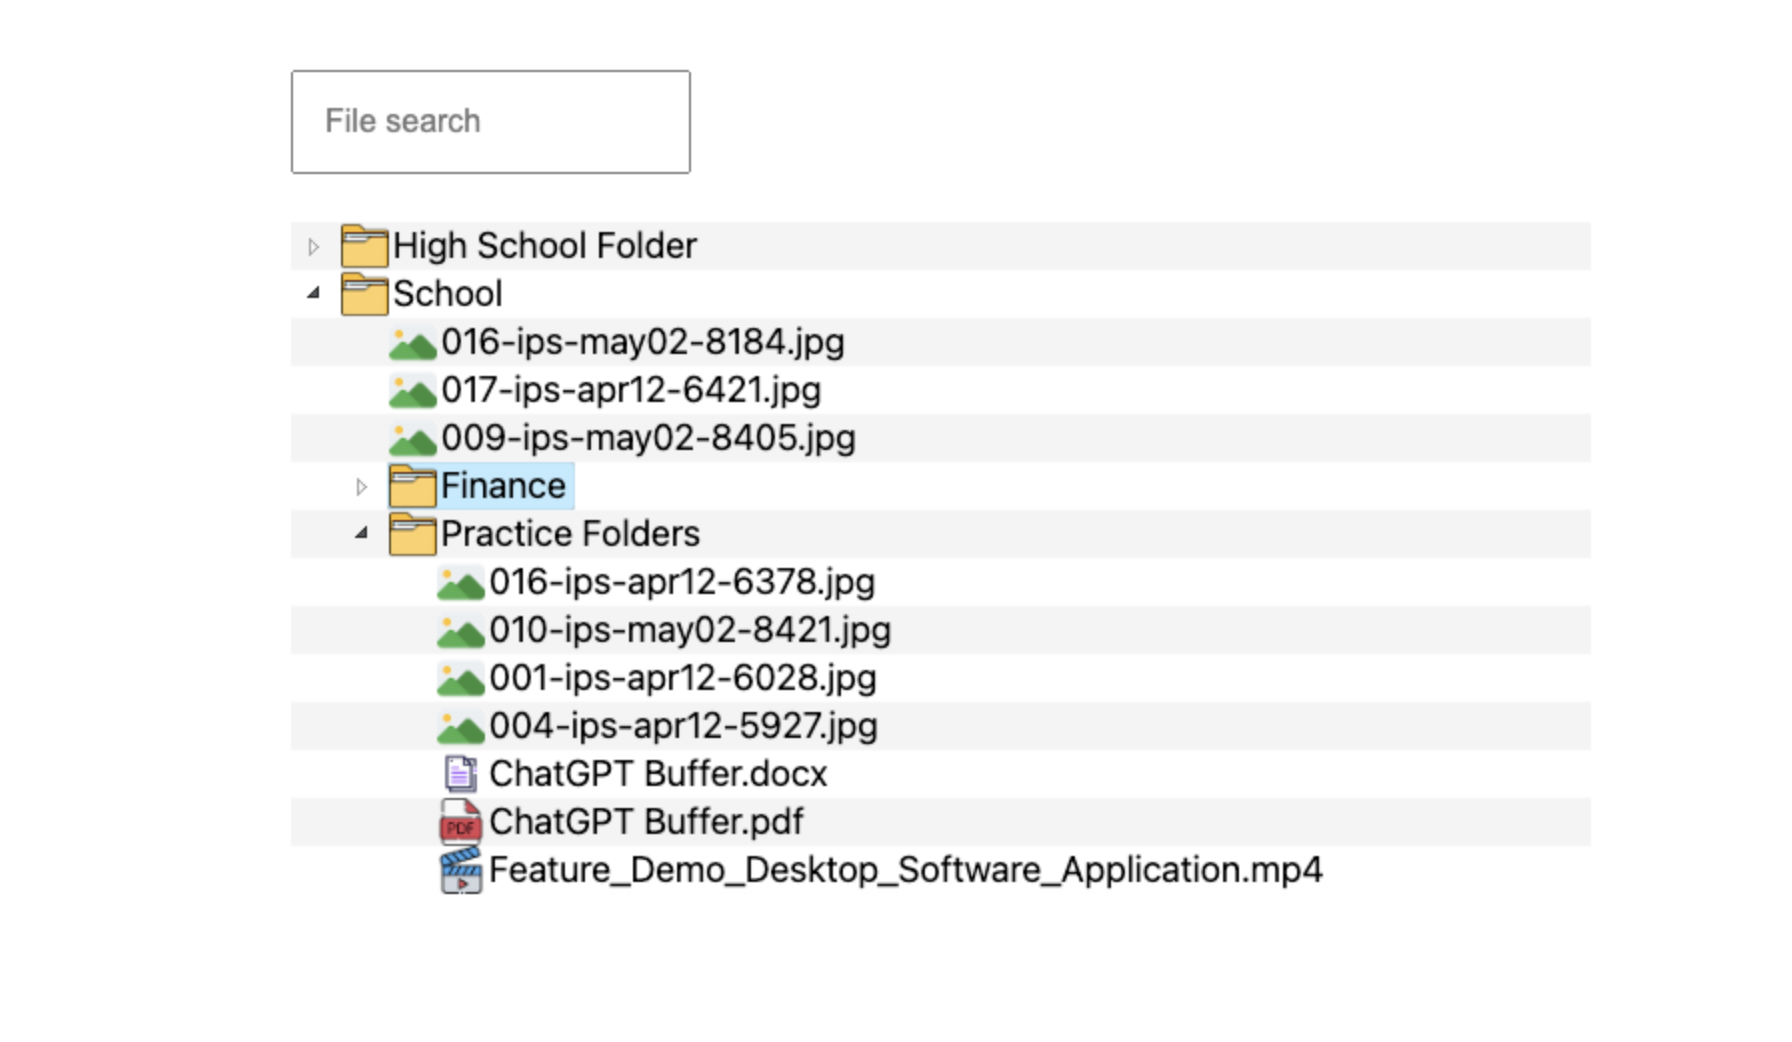 File search
High School Folder
School
016-ips-may02-8184.jpg
017-ips-apr12-6421.jpg
009-ips-may02-8405.jpg
Finance
Practice Folders
016-ips-apr12-6378.jpg
010-ips-may02-8421.jpg
001-ips-apr12-6028.jpg
004-ips-apr12-5927.jpg
ChatGPT Buffer.docx
PDF ChatGPT Buffer.pdf
Feature_Demo_Desktop_Software_Application.mp4